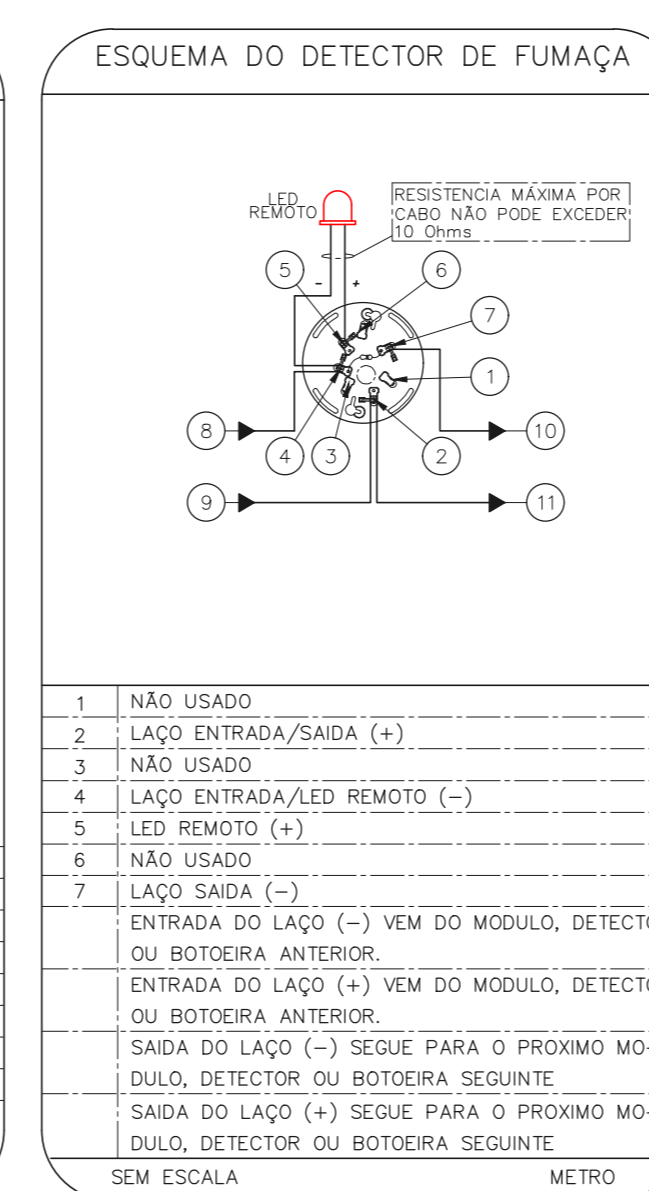 ESQUEMA DO DETECTOR DE FUMAÇA
LED
REMOTO
RESISTENCIA MÁXIMA POR
CABO NÃO PODE EXCEDER
10 Ohms
5
6
- +
7
1
8
10
4
3
2
9
11
1 NÃO USADO
2 LAÇO ENTRADA/SAIDA (+)
3 NÃO USADO
4 LAÇO ENTRADA/LED REMOTO (-)
5 LED REMOTO (+)
6 NÃO USADO
7 LAÇO SAIDA (-)
ENTRADA DO LAÇO (-) VEM DO MODULO, DETECTO
OU BOTOEIRA ANTERIOR.
ENTRADA DO LAÇO (+) VEM DO MODULO, DETECTO
OU BOTOEIRA ANTERIOR.
SAIDA DO LAÇO (-) SEGUE PARA O PROXIMO MO-
DULO, DETECTOR OU BOTOEIRA SEGUINTE
SAIDA DO LAÇO (+) SEGUE PARA O PROXIMO MO-
DULO, DETECTOR OU BOTOEIRA SEGUINTE
SEM ESCALA
METRO